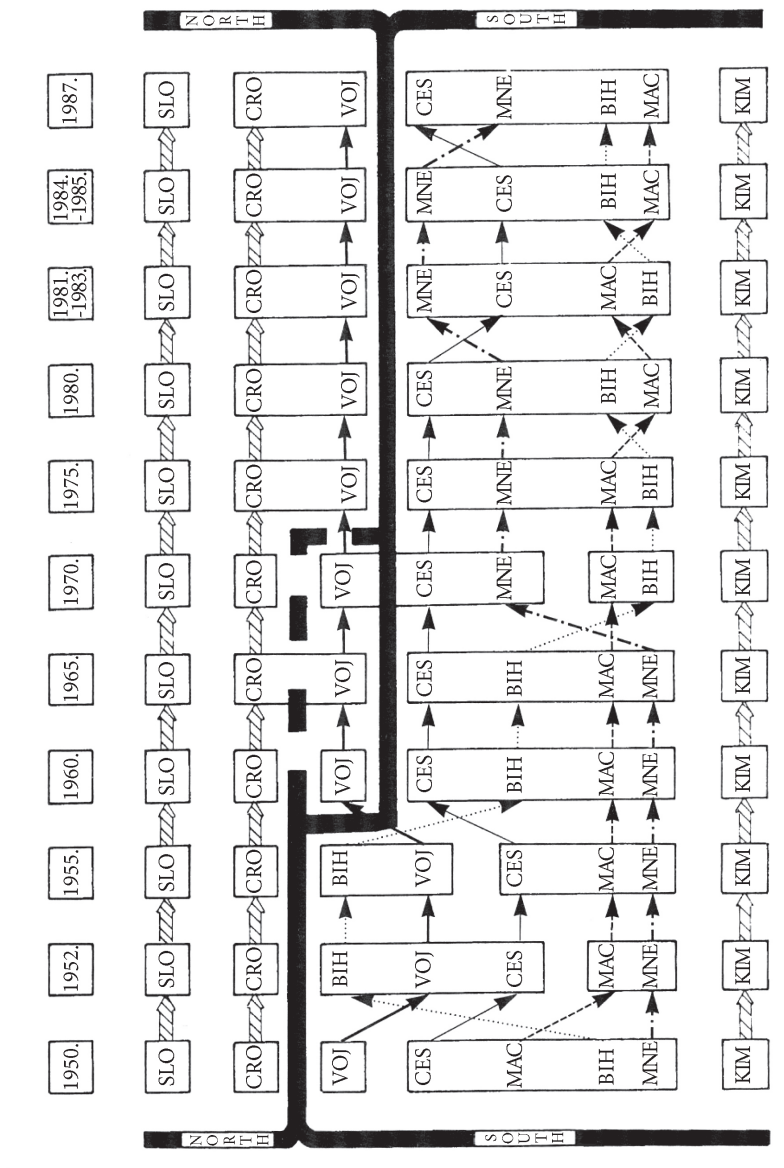 NORTH
SOUTH
1950.
SLO
CRO
VOJ
CES
MAC
BIH
MNE
KIM
1952.
SLO
CRO
BIH
VOJ
CES
MAC
MNE
KIM
1955.
SLO
CRO
BIH
VOJ
CES
MAC
MNE
KIM
1960.
SLO
CRO
VOJ
CES
BIH
MAC
MNE
KIM
1965.
SLO
CRO
VOJ
CES
BIH
MAC
MNE
KIM
1970.
SLO
CRO
VOJ
CES
MNE
MAC
BIH
KIM
1975.
SLO
CRO
VOJ
CES
MNE
MAC
BIH
KIM
1980.
SLO
CRO
VOJ
CES
MNE
BIH
MAC
KIM
1981.
-1983.
SLO
CRO
VOJ
MNE
CES
MAC
BIH
KIM
1984.
-1985.
SLO
CRO
VOJ
MNE
CES
BIH
MAC
KIM
1987.
SLO
CRO
VOJ
CES
MNE
BIH
MAC
KIM
NORTH
SOUTH